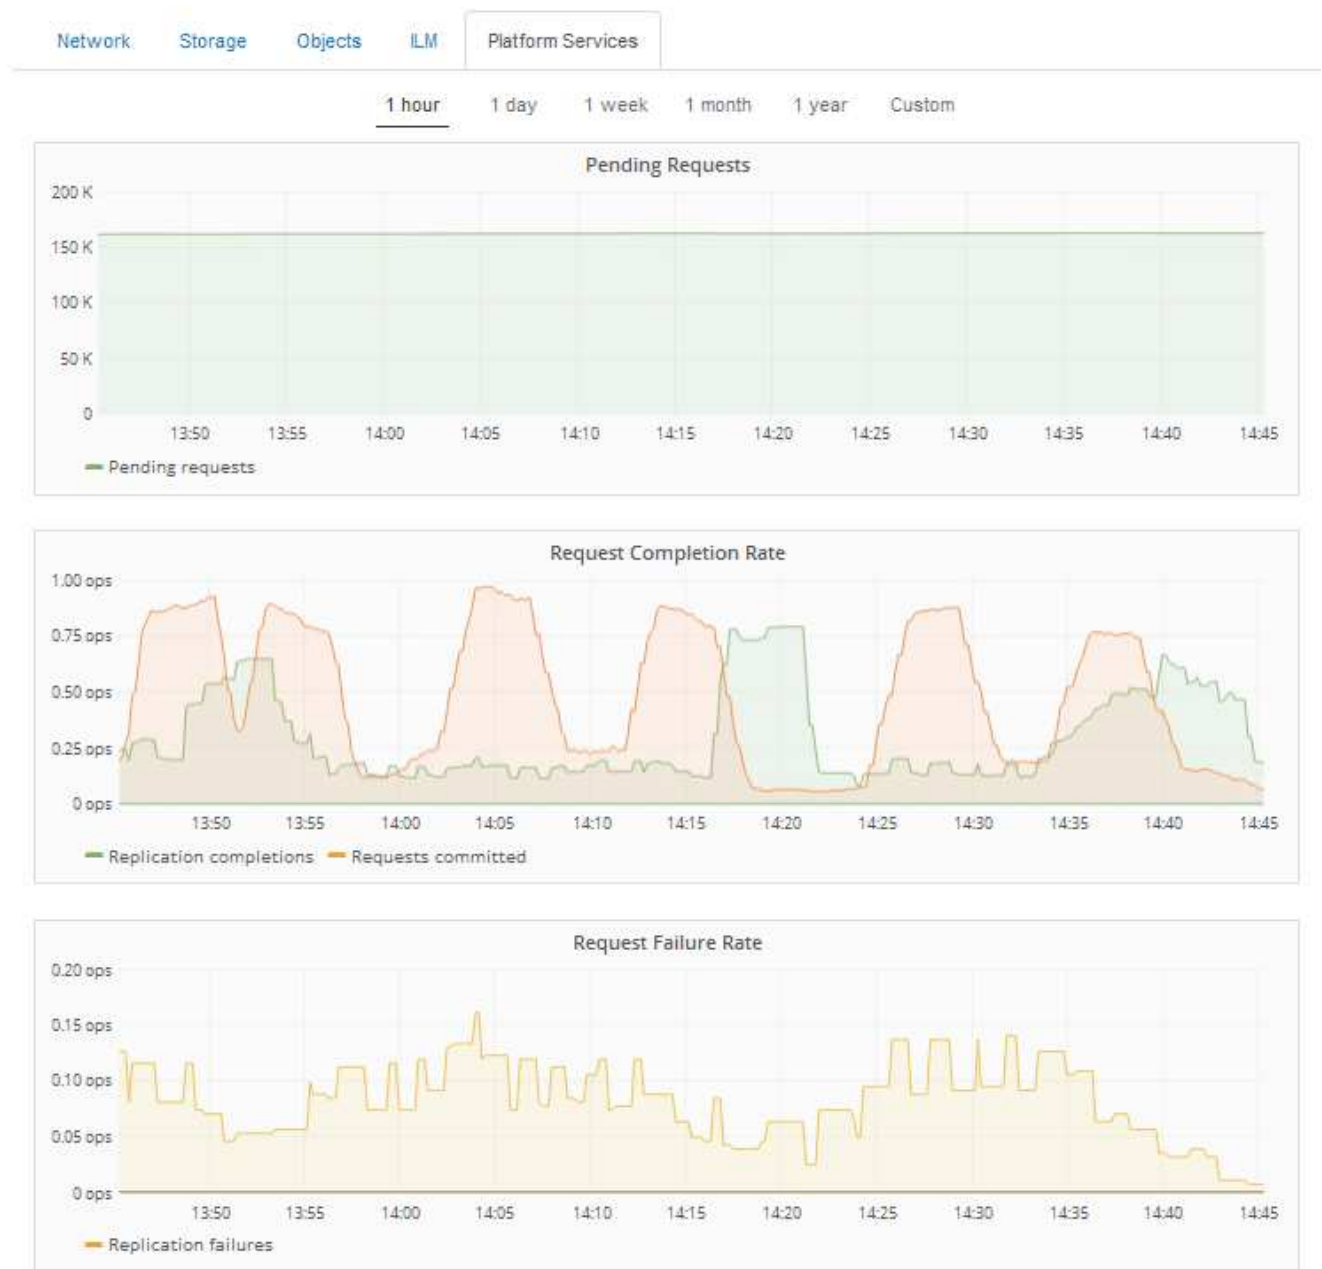 Network Storage Objects ILM Platform Services
1 hour 1 day 1 week 1 month 1 year Custom
Pending Requests
200 K
150 K
100 K
50 K
0
13:50 13:55 14:00 14:05 14:10 14:15 14:20 14:25 14:30 14:35 14:40 14:45
Pending requests
Request Completion Rate
1.00 ops
0.75 ops
0.50 ops
0.25 ops
0 ops
13:50 13:55 14:00 14:05 14:10 14:15 14:20 14:25 14:30 14:35 14:40 14:45
Replication completions Requests committed
Request Failure Rate
0.20 ops
0.15 ops
0.10 ops
0.05 ops
0 ops
13:50 13:55 14:00 14:05 14:10 14:15 14:20 14:25 14:30 14:35 14:40 14:45
Replication failures